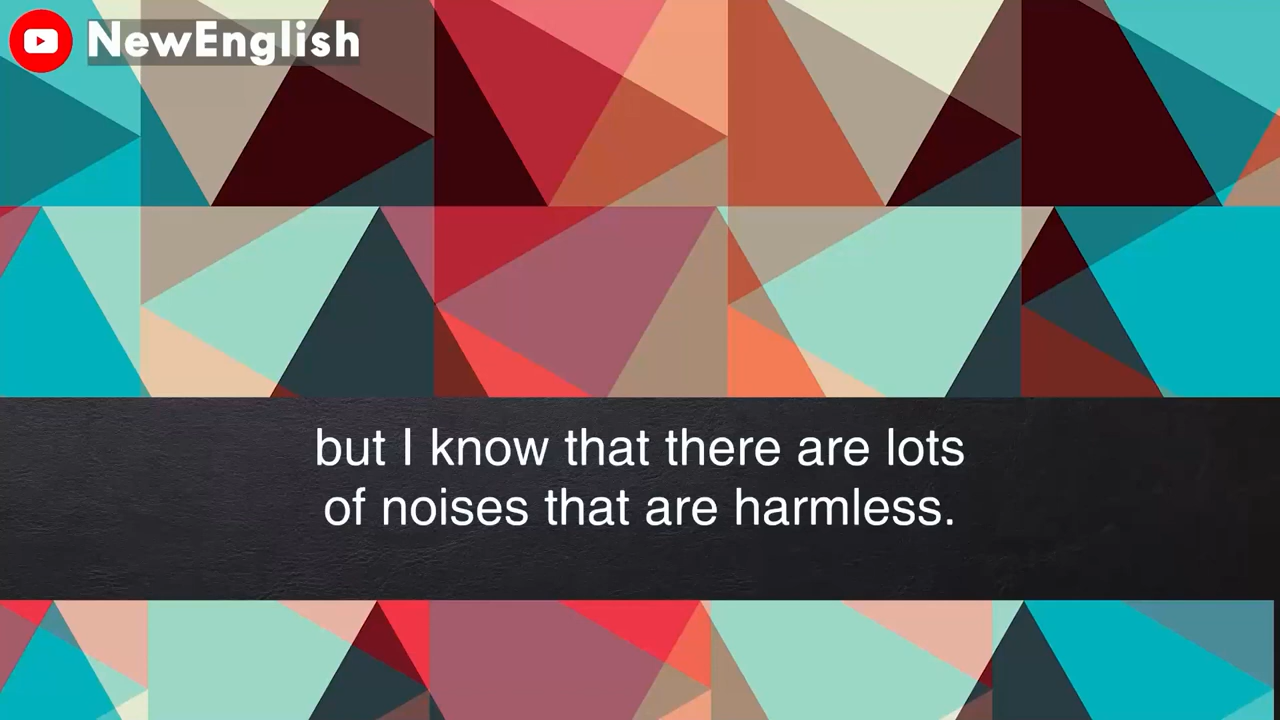 NewEnglish
but I know that there are lots
of noises that are harmless.